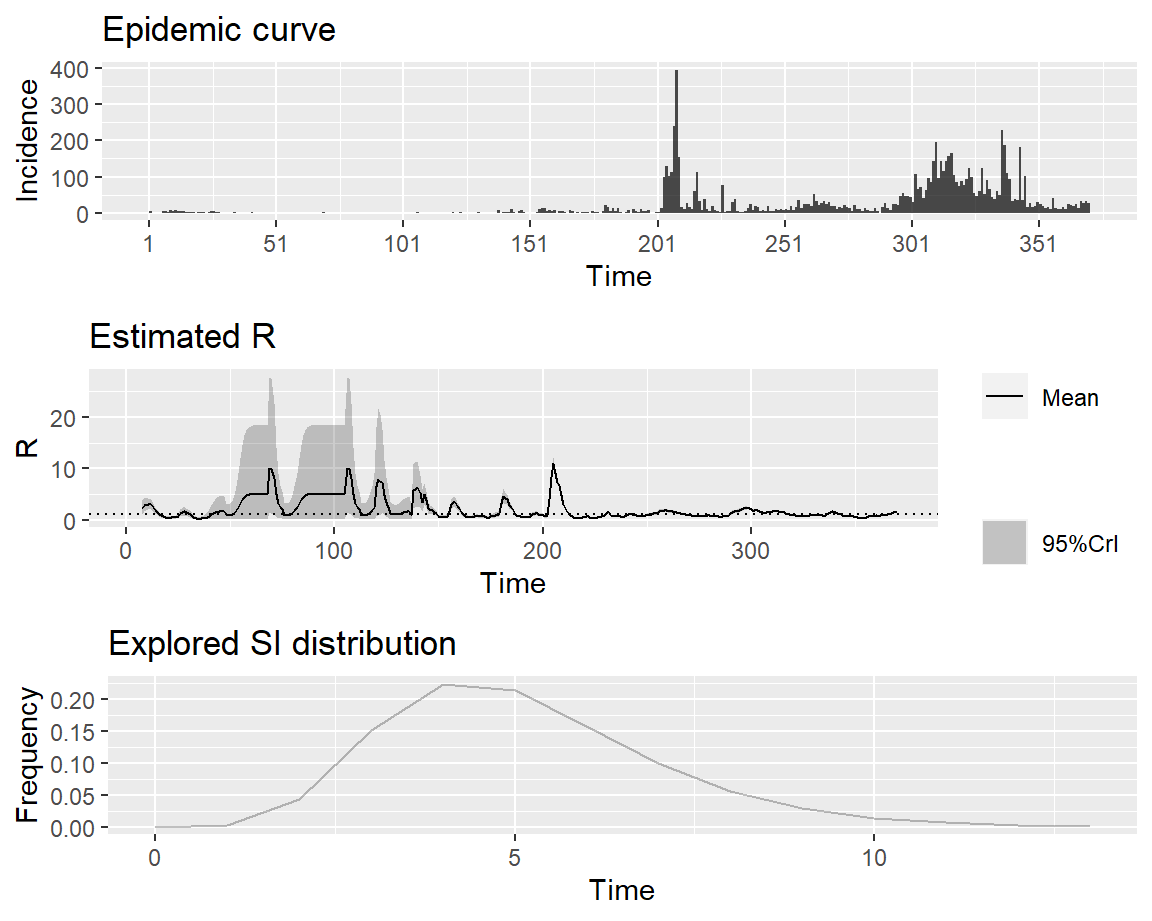 Epidemic curve
Incidence
400
300
200
100
0
1 51 101 151 201 251 301 351
Time
Estimated R
R
20
10
0
0 100 200 300
Time
Mean
95%CrI
Explored SI distribution
Frequency
0.20
0.15
0.10
0.05
0.00
0 5 10
Time